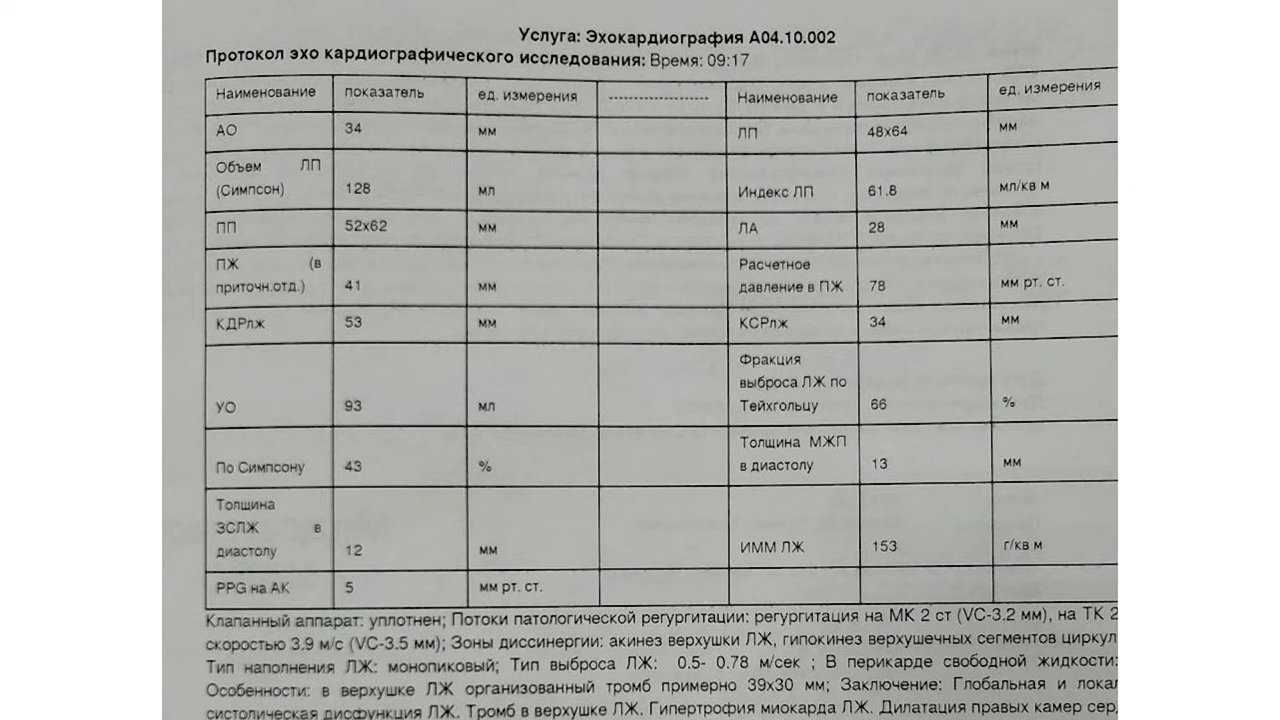 Услуга: Эхокардиография А04.10.002
Протокол эхо кардиографического исследования: Время: 09:17
Наименование показатель ед. измерения -------------------- Наименование показатель ед. измерения
АО 34 мм ЛП 48x64 мм
Объем ЛП
(Симпсон) 128 мл Индекс ЛП 61.8 мл/кв м
ПП 52x62 мм ЛА 28 мм
ПЖ (в Расчетное
приточн.отд.) 41 мм давление в ПЖ 78 мм рт. ст.
КДРлж 53 мм КСРлж 34 мм
Фракция
выброса ЛЖ по
УО 93 мл Тейхгольцу 66 %
Толщина МЖП
По Симпсону 43 % в диастолу 13 мм
Толщина
ЗСЛЖ в
диастолу 12 мм ИММ ЛЖ 153 г/кв м
PPG на АК 5 мм рт. ст.
Клапанный аппарат: уплотнен; Потоки патологической регургитации: регургитация на МК 2 ст (VC-3.2 мм), на ТК 2
скоростью 3.9 м/с (VC-3.5 мм); Зоны диссинергии: акинез верхушки ЛЖ, гипокинез верхушечных сегментов циркул
Тип наполнения ЛЖ: монопиковый; Тип выброса ЛЖ: 0.5- 0.78 м/сек ; В перикарде свободной жидкости:
Особенности: в верхушке ЛЖ организованный тромб примерно 39x30 мм; Заключение: Глобальная и локал
систолическая дисфункция ЛЖ. Тромб в верхушке ЛЖ. Гипертрофия миокарда ЛЖ. Дилатация правых камер сер